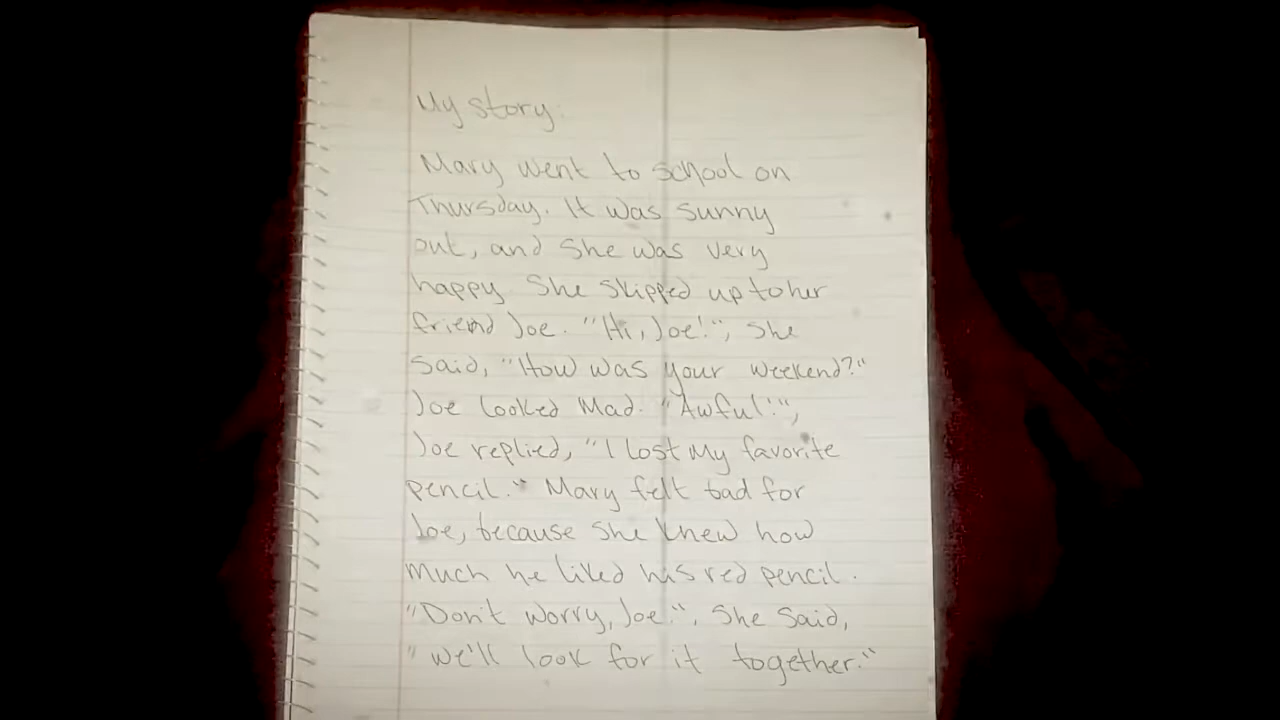 My story:
Mary went to school on
Thursday. It was sunny
out, and she was very
happy. She skipped up to her
friend Joe. "Hi, Joe!", she
said, "How was your weekend?"
Joe looked mad. "Awful!",
Joe replied, "I lost my favorite
pencil." Mary felt bad for
Joe, because she knew how
much he liked his red pencil.
"Don't worry, Joe.", she said,
"we'll look for it together."